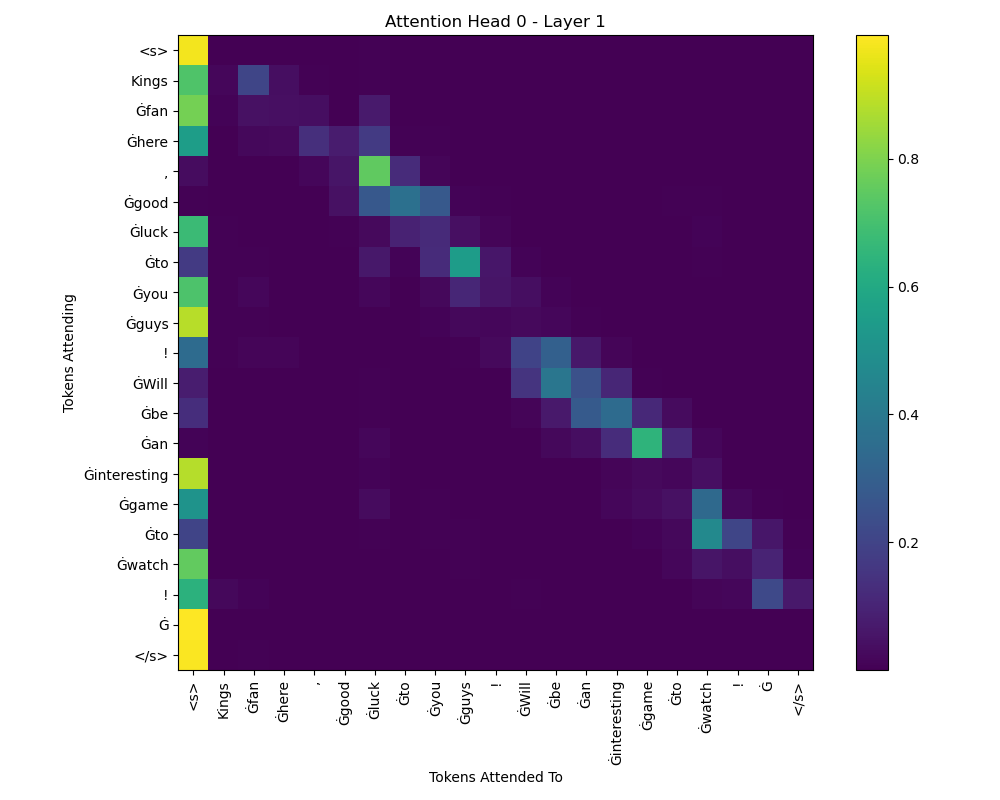 Attention Head 0 - Layer 1
Tokens Attending
<s>
Kings
Ġfan
Ġhere
,
Ġgood
Ġluck
Ġto
Ġyou
Ġguys
!
ĠWill
Ġbe
Ġan
Ġinteresting
Ġgame
Ġto
Ġwatch
!
Ġ
</s>
<s>
Kings
Ġfan
Ġhere
,
Ġgood
Ġluck
Ġto
Ġyou
Ġguys
!
ĠWill
Ġbe
Ġan
Ġinteresting
Ġgame
Ġto
Ġwatch
!
Ġ
</s>
Tokens Attended To
0.8
0.6
0.4
0.2